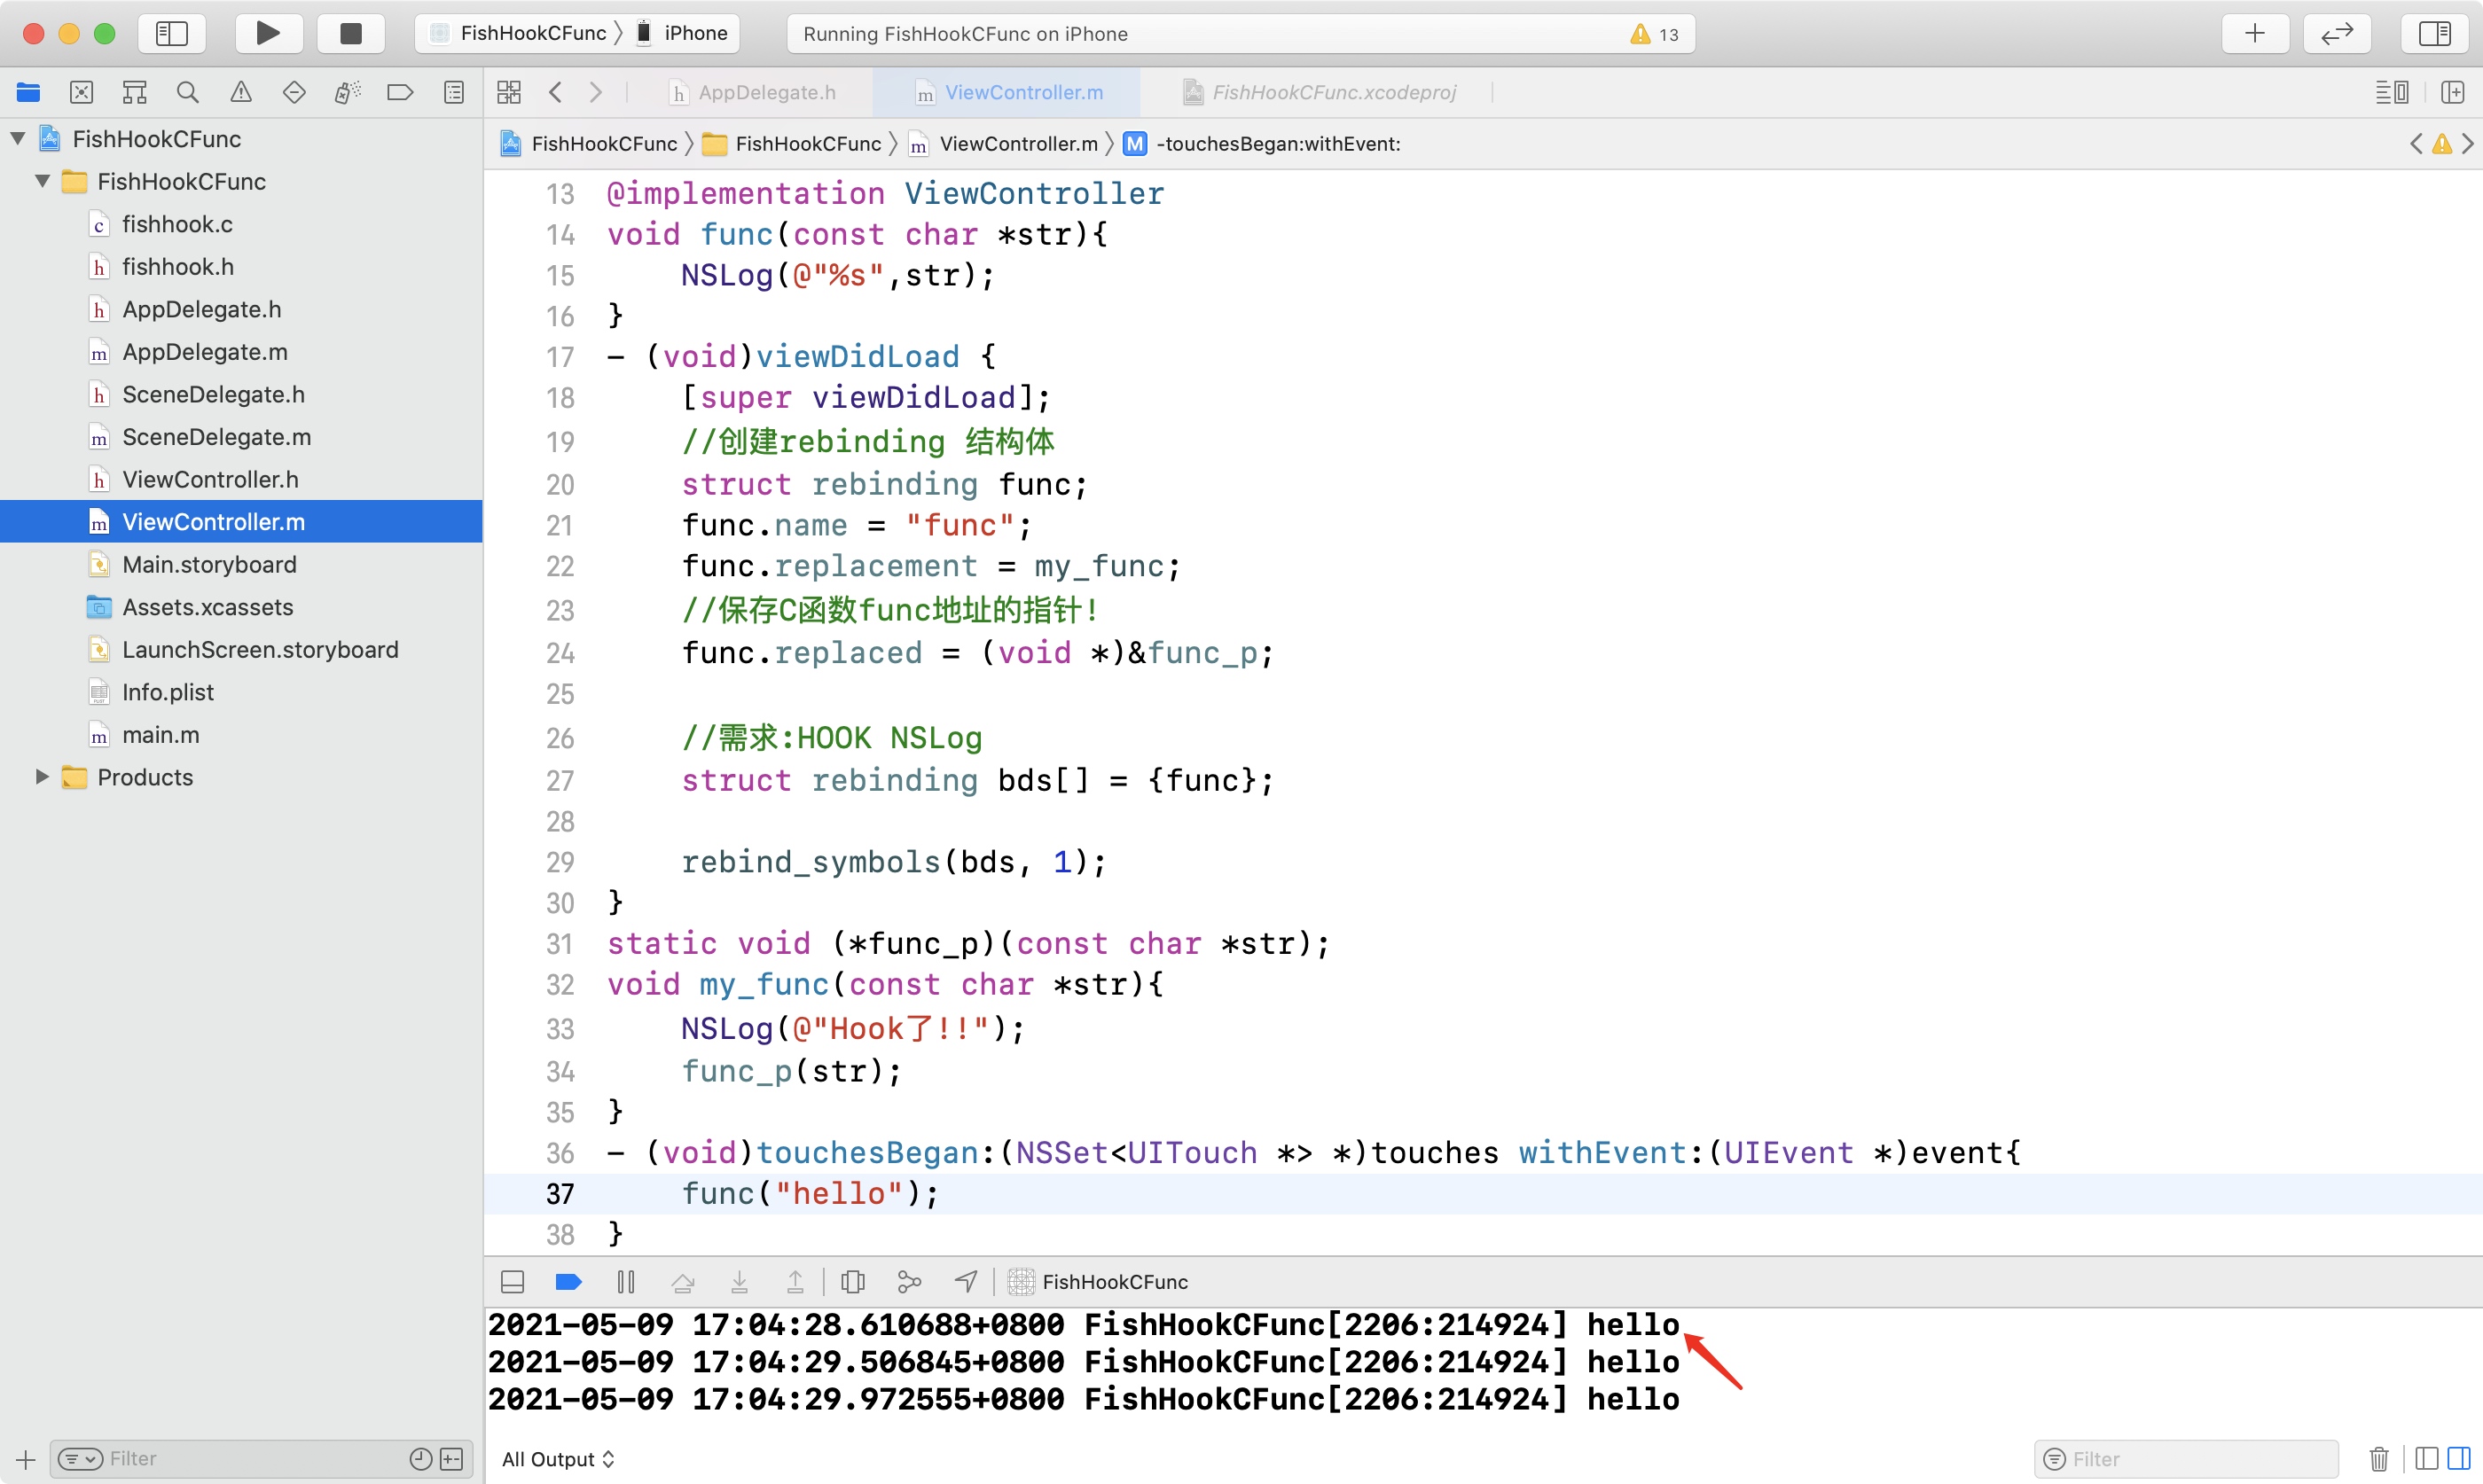 FishHookCFunc 〉 iPhone
Running FishHookCFunc on iPhone
13
AppDelegate.h
ViewController.m
FishHookCFunc.xcodeproj
FishHookCFunc 〉 FishHookCFunc 〉 ViewController.m 〉 M -touchesBegan:withEvent:
FishHookCFunc
FishHookCFunc
fishhook.c
fishhook.h
AppDelegate.h
AppDelegate.m
SceneDelegate.h
SceneDelegate.m
ViewController.h
ViewController.m
Main.storyboard
Assets.xcassets
LaunchScreen.storyboard
Info.plist
main.m
Products
Filter
13 @implementation ViewController
14 void func(const char *str){
15     NSLog(@"%s",str);
16 }
17 - (void)viewDidLoad {
18     [super viewDidLoad];
19     //创建rebinding 结构体
20     struct rebinding func;
21     func.name = "func";
22     func.replacement = my_func;
23     //保存C函数func地址的指针!
24     func.replaced = (void *)&func_p;
25
26     //需求:HOOK NSLog
27     struct rebinding bds[] = {func};
28
29     rebind_symbols(bds, 1);
30 }
31 static void (*func_p)(const char *str);
32 void my_func(const char *str){
33     NSLog(@"Hook了!!");
34     func_p(str);
35 }
36 - (void)touchesBegan:(NSSet<UITouch *> *)touches withEvent:(UIEvent *)event{
37     func("hello");
38 }
FishHookCFunc
2021-05-09 17:04:28.610688+0800 FishHookCFunc[2206:214924] hello
2021-05-09 17:04:29.506845+0800 FishHookCFunc[2206:214924] hello
2021-05-09 17:04:29.972555+0800 FishHookCFunc[2206:214924] hello
All Output
Filter